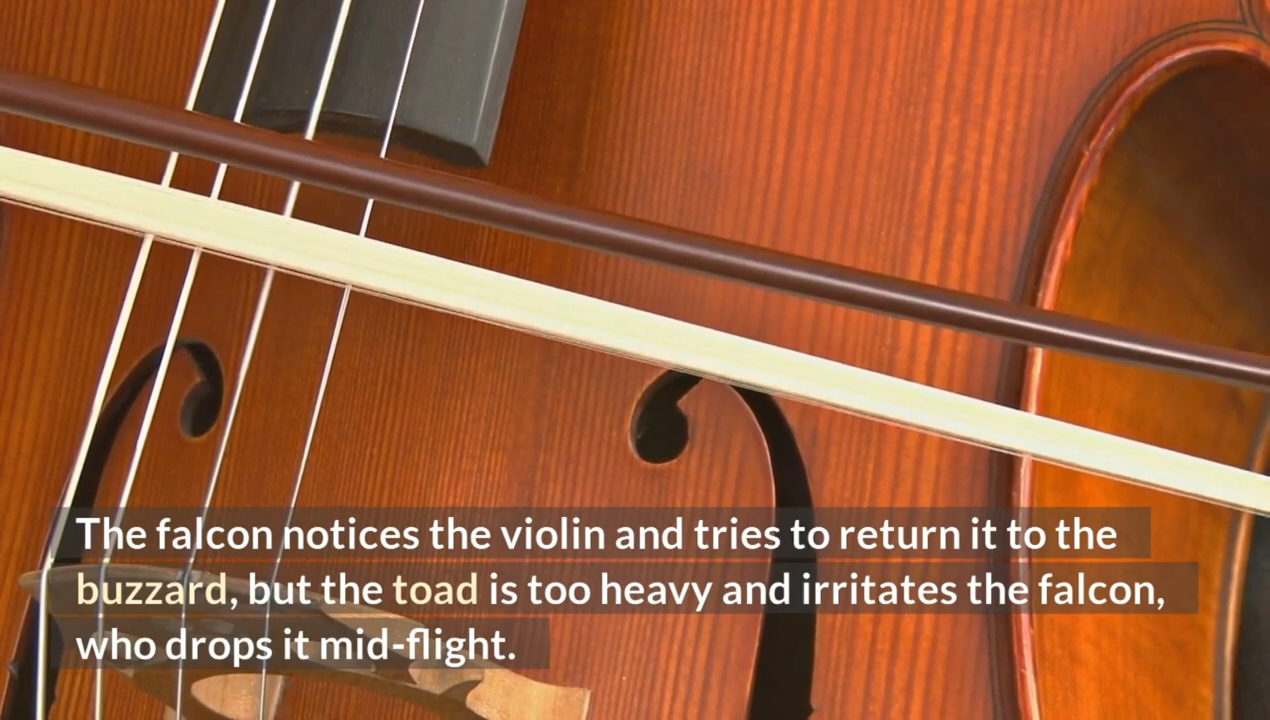 The falcon notices the violin and tries to return it to the
buzzard, but the toad is too heavy and irritates the falcon,
who drops it mid-flight.